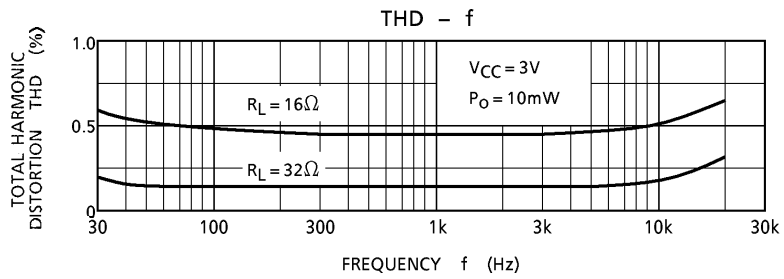 THD – f
TOTAL HARMONIC
DISTORTION THD (%)
1.0
0.5
0
VCC = 3V
PO = 10mW
RL = 16Ω
RL = 32Ω
30 100 300 1k 3k 10k 30k
FREQUENCY f (Hz)